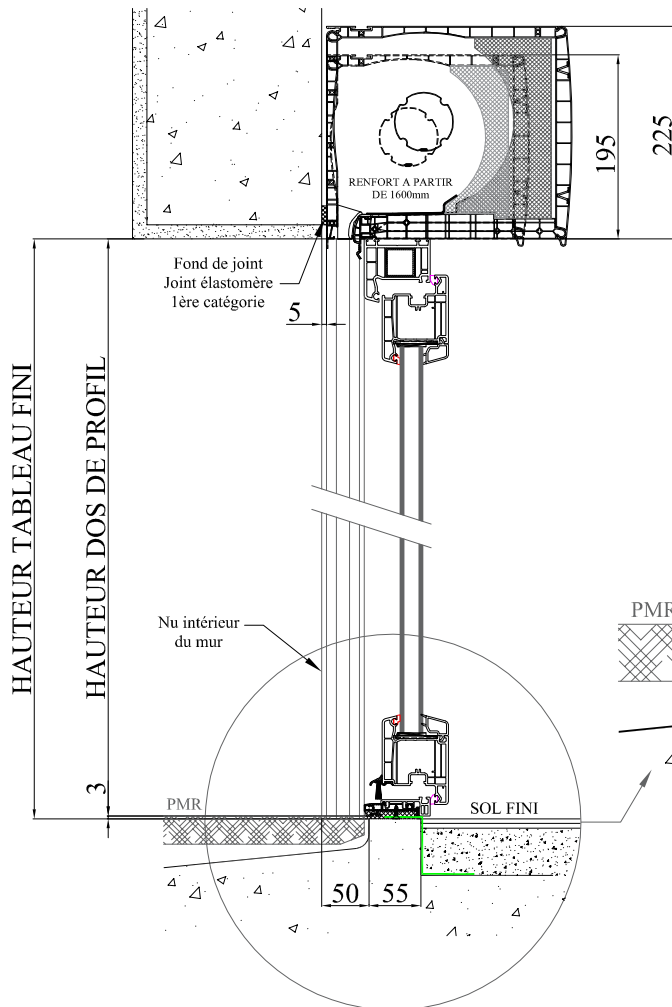 225
195
RENFORT A PARTIR
DE 1600mm
Fond de joint
Joint élastomère
1ère catégorie
5
HAUTEUR TABLEAU FINI
HAUTEUR DOS DE PROFIL
Nu intérieur
du mur
PMR
3
PMR
SOL FINI
50
55